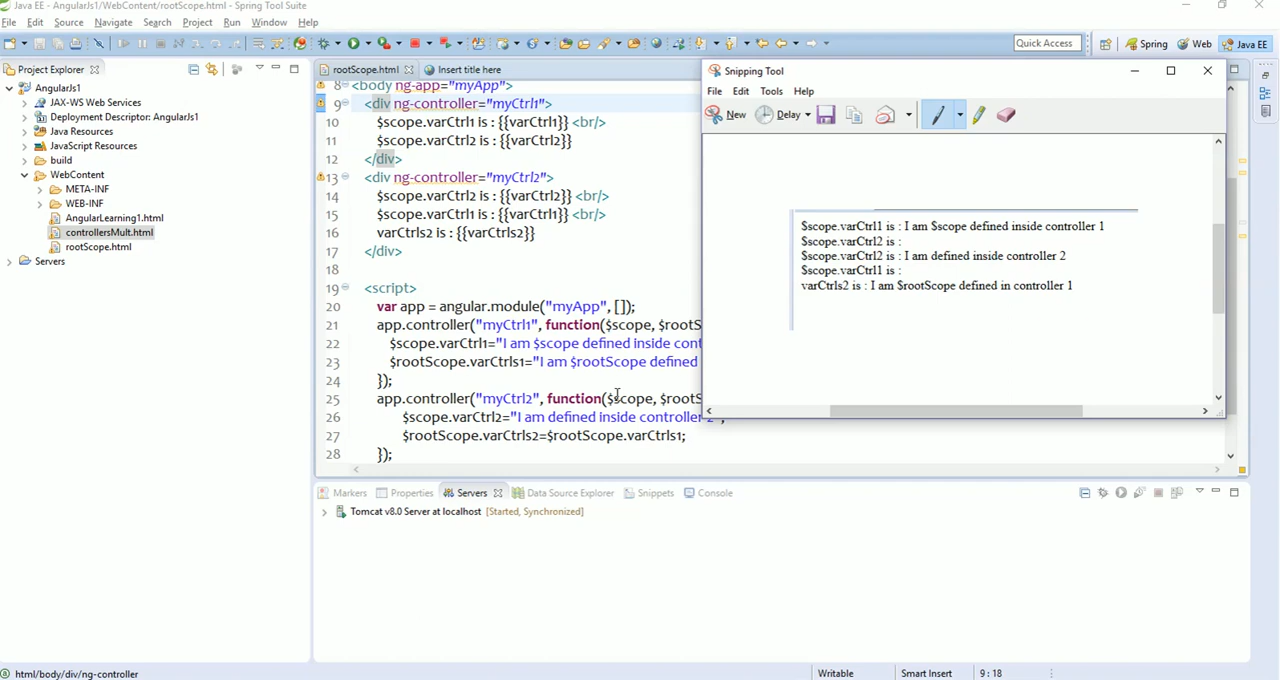 Java EE - AngularJs1/WebContent/rootScope.html - Spring Tool Suite
File Edit Source Navigate Search Project Run Window Help
Quick Access
Spring
Web
Java EE
Project Explorer
AngularJs1
JAX-WS Web Services
Deployment Descriptor: AngularJs1
Java Resources
JavaScript Resources
build
WebContent
META-INF
WEB-INF
AngularLearning1.html
controllersMult.html
rootScope.html
Servers
rootScope.html
Insert title here
8 <body ng-app="myApp">
9 <div ng-controller="myCtrl1">
10 $scope.varCtrl1 is : {{varCtrl1}} <br/>
11 $scope.varCtrl2 is : {{varCtrl2}}
12 </div>
13 <div ng-controller="myCtrl2">
14 $scope.varCtrl2 is : {{varCtrl2}} <br/>
15 $scope.varCtrl1 is : {{varCtrl1}} <br/>
16 varCtrls2 is : {{varCtrls2}}
17 </div>
18
19 <script>
20 var app = angular.module("myApp", []);
21 app.controller("myCtrl1", function($scope, $rootS
22 $scope.varCtrl1="I am $scope defined inside cont
23 $rootScope.varCtrls1="I am $rootScope defined
24 });
25 app.controller("myCtrl2", function($scope, $rootS
26 $scope.varCtrl2="I am defined inside controller 2";
27 $rootScope.varCtrls2=$rootScope.varCtrls1;
28 });
Snipping Tool
File Edit Tools Help
New Delay
$scope.varCtrl1 is : I am $scope defined inside controller 1
$scope.varCtrl2 is :
$scope.varCtrl2 is : I am defined inside controller 2
$scope.varCtrl1 is :
varCtrls2 is : I am $rootScope defined in controller 1
Markers
Properties
Servers
Data Source Explorer
Snippets
Console
Tomcat v8.0 Server at localhost [Started, Synchronized]
html/body/div/ng-controller
Writable
Smart Insert
9 : 18